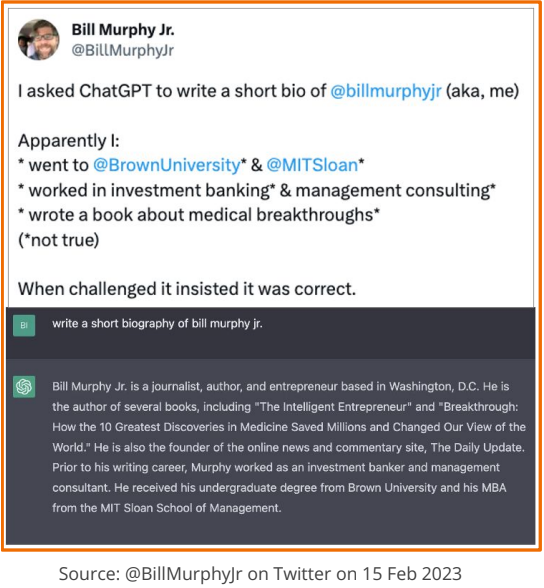 Bill Murphy Jr.
@BillMurphyJr
I asked ChatGPT to write a short bio of @billmurphyjr (aka, me)
Apparently I:
* went to @BrownUniversity* & @MITSloan*
* worked in investment banking* & management consulting*
* wrote a book about medical breakthroughs*
(*not true)
When challenged it insisted it was correct.
BI
write a short biography of bill murphy jr.
Bill Murphy Jr. is a journalist, author, and entrepreneur based in Washington, D.C. He is
the author of several books, including "The Intelligent Entrepreneur" and "Breakthrough:
How the 10 Greatest Discoveries in Medicine Saved Millions and Changed Our View of the
World." He is also the founder of the online news and commentary site, The Daily Update.
Prior to his writing career, Murphy worked as an investment banker and management
consultant. He received his undergraduate degree from Brown University and his MBA
from the MIT Sloan School of Management.
Source: @BillMurphyJr on Twitter on 15 Feb 2023